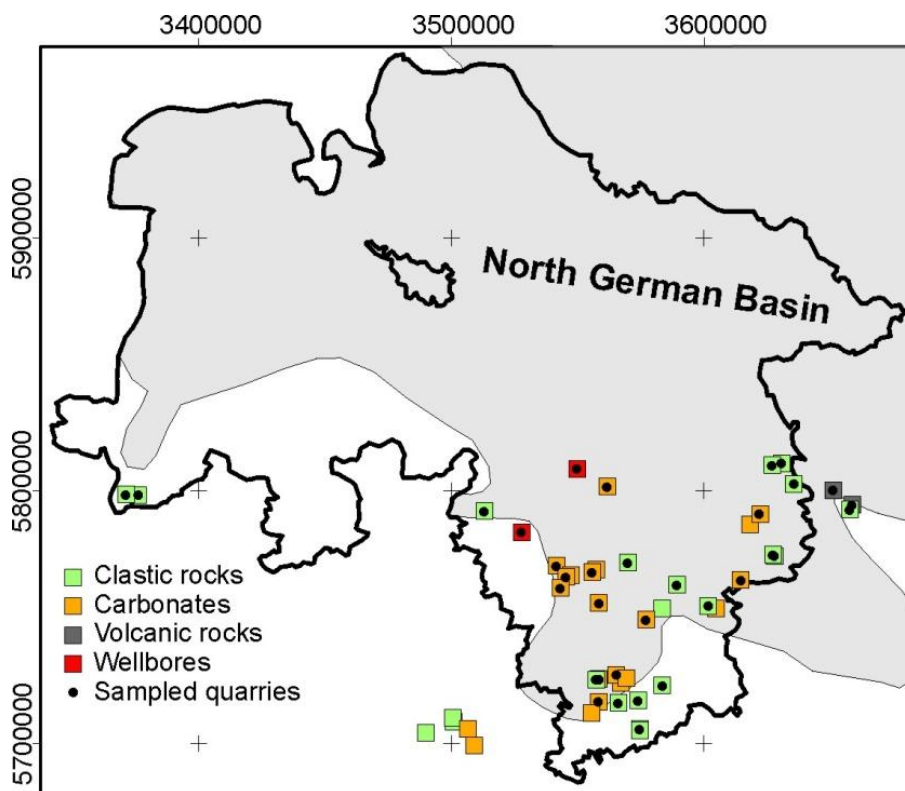 3400000 3500000 3600000
5900000
5800000
5700000
North German Basin
Clastic rocks
Carbonates
Volcanic rocks
Wellbores
Sampled quarries